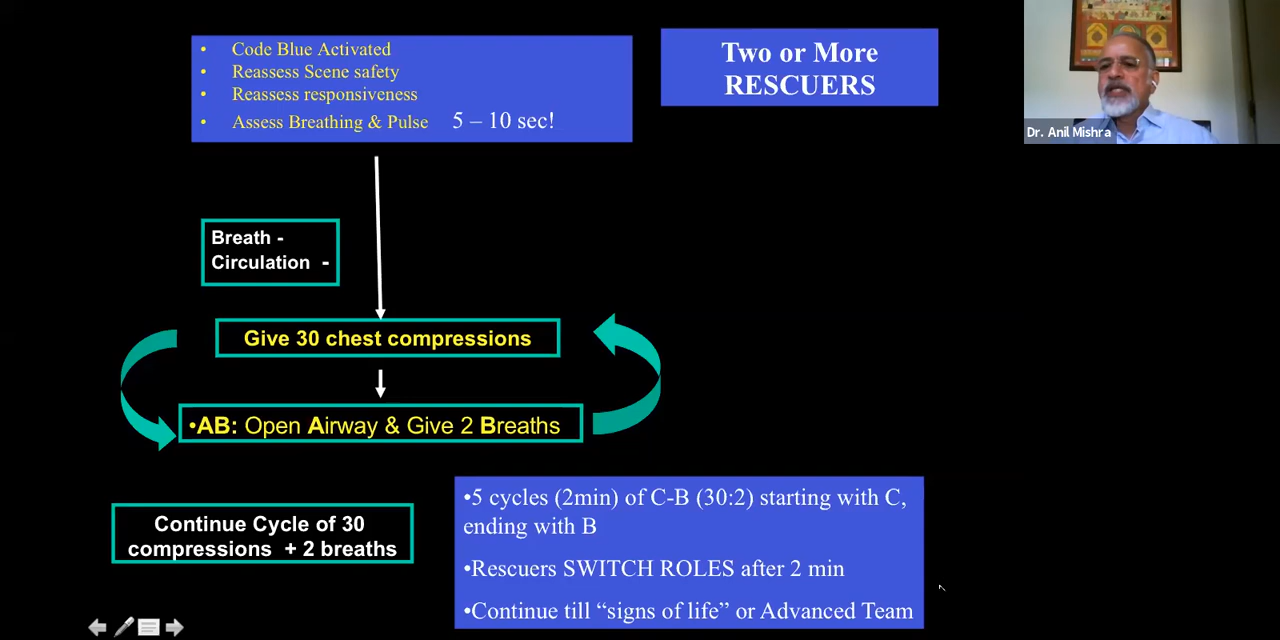 • Code Blue Activated
• Reassess Scene safety
• Reassess responsiveness
• Assess Breathing & Pulse 5 – 10 sec!
Two or More
RESCUERS
Dr. Anil Mishra
Breath -
Circulation -
Give 30 chest compressions
•AB: Open Airway & Give 2 Breaths
Continue Cycle of 30
compressions + 2 breaths
•5 cycles (2min) of C-B (30:2) starting with C,
ending with B
•Rescuers SWITCH ROLES after 2 min
•Continue till “signs of life” or Advanced Team